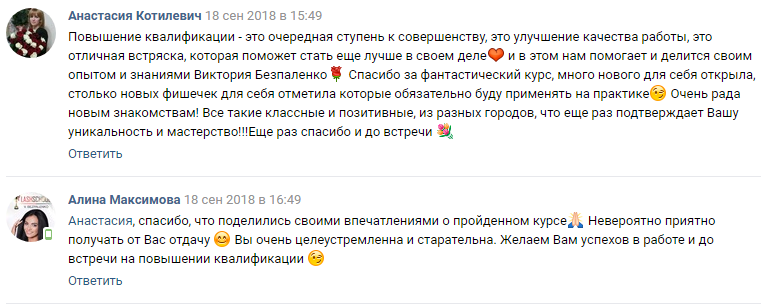 Анастасия Котилевич 18 сен 2018 в 15:49
Повышение квалификации - это очередная ступень к совершенству, это улучшение качества работы, это
отличная встряска, которая поможет стать еще лучше в своем деле❤ и в этом нам помогает и делится своим
опытом и знаниями Виктория Безпаленко🌹 Спасибо за фантастический курс, много нового для себя открыла,
столько новых фишечек для себя отметила которые обязательно буду применять на практике😉 Очень рада
новым знакомствам! Все такие классные и позитивные, из разных городов, что еще раз подтверждает Вашу
уникальность и мастерство!!!Еще раз спасибо и до встречи 💐
Ответить
Алина Максимова 18 сен 2018 в 16:49
Анастасия, спасибо, что поделились своими впечатлениями о пройденном курсе🙏🏻 Невероятно приятно
получать от Вас отдачу 😊 Вы очень целеустремленна и старательна. Желаем Вам успехов в работе и до
встречи на повышении квалификации 😉
Ответить